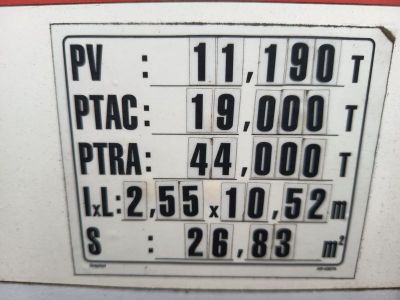 PV : 11,190 T
PTAC: 19,000 T
PTRA: 44,000 T
lxL: 2,55 x 10,52 m
S : 26,83 m²